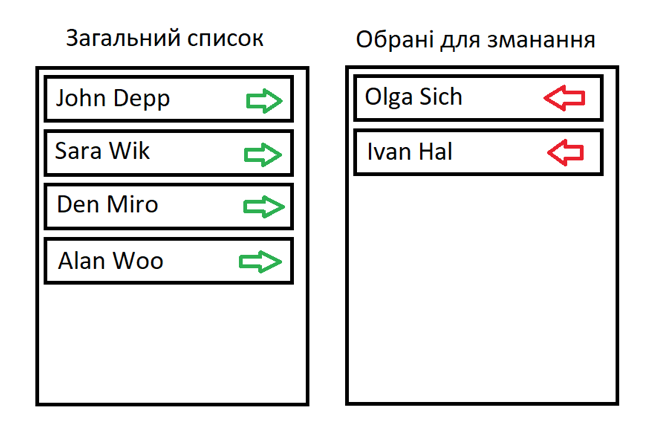 Загальний список
John Depp
Sara Wik
Den Miro
Alan Woo
Обрані для зманання
Olga Sich
Ivan Hal